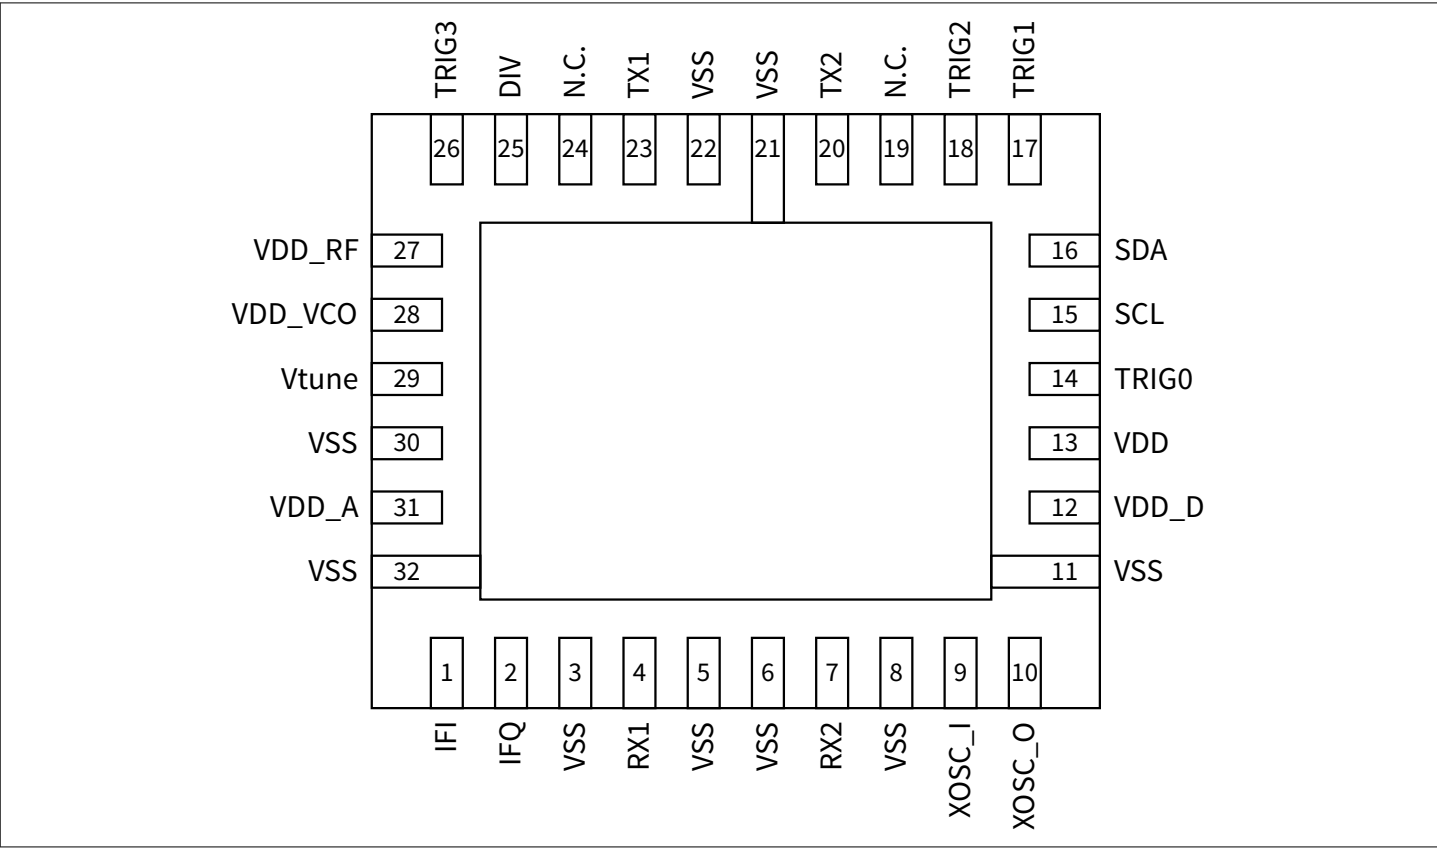 TRIG3 DIV N.C. TX1 VSS VSS TX2 N.C. TRIG2 TRIG1
26 25 24 23 22 21 20 19 18 17
VDD_RF 27 16 SDA
VDD_VCO 28 15 SCL
Vtune 29 14 TRIG0
VSS 30 13 VDD
VDD_A 31 12 VDD_D
VSS 32 11 VSS
1 2 3 4 5 6 7 8 9 10
IFI IFQ VSS RX1 VSS VSS RX2 VSS XOSC_I XOSC_O